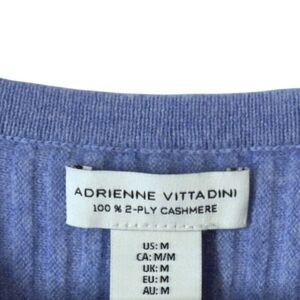 ADRIENNE VITTADINI
100 % 2-PLY CASHMERE
US: M
CA: M/M
UK: M
EU: M
AU: M